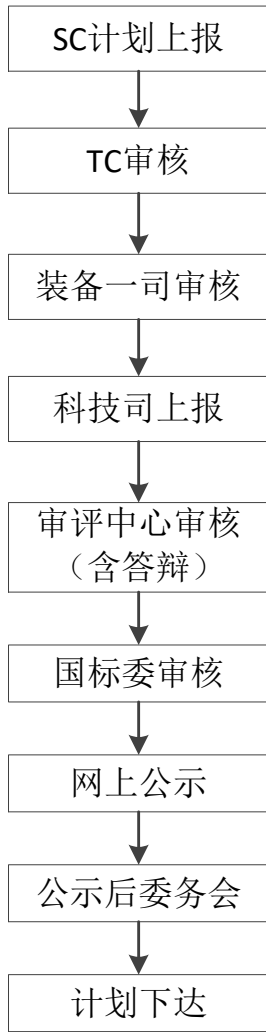 SC计划上报
TC审核
装备一司审核
科技司上报
审评中心审核
（含答辩）
国标委审核
网上公示
公示后委务会
计划下达